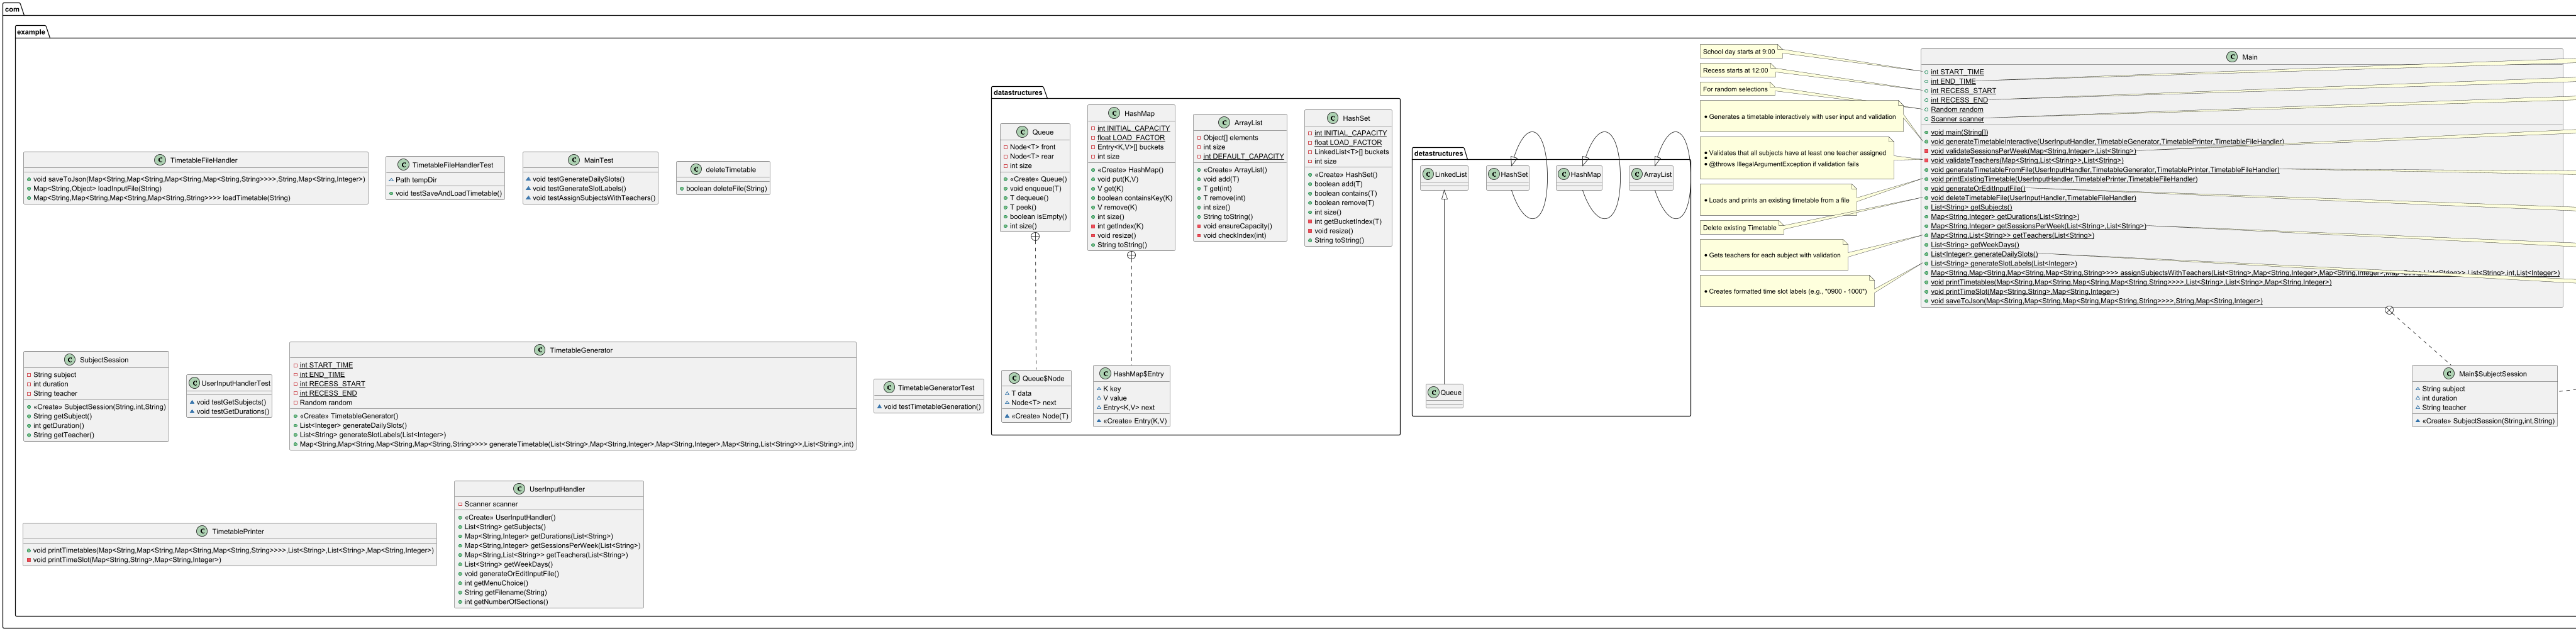 com
example
TimetableFileHandler
void saveToJson(Map<String,Map<String,Map<String,Map<String,String>>>>,String,Map<String,Integer>)
Map<String,Object> loadInputFile(String)
Map<String,Map<String,Map<String,Map<String,String>>>> loadTimetable(String)
TimetableFileHandlerTest
Path tempDir
void testSaveAndLoadTimetable()
MainTest
void testGenerateDailySlots()
void testGenerateSlotLabels()
void testAssignSubjectsWithTeachers()
deleteTimetable
boolean deleteFile(String)
SubjectSession
String subject
int duration
String teacher
«Create» SubjectSession(String,int,String)
String getSubject()
int getDuration()
String getTeacher()
UserInputHandlerTest
void testGetSubjects()
void testGetDurations()
TimetableGenerator
int START_TIME
int END_TIME
int RECESS_START
int RECESS_END
Random random
«Create» TimetableGenerator()
List<Integer> generateDailySlots()
List<String> generateSlotLabels(List<Integer>)
Map<String,Map<String,Map<String,Map<String,String>>>> generateTimetable(List<String>,Map<String,Integer>,Map<String,Integer>,Map<String,List<String>>,List<String>,int)
TimetableGeneratorTest
void testTimetableGeneration()
TimetablePrinter
void printTimetables(Map<String,Map<String,Map<String,Map<String,String>>>>,List<String>,List<String>,Map<String,Integer>)
void printTimeSlot(Map<String,String>,Map<String,Integer>)
UserInputHandler
Scanner scanner
«Create» UserInputHandler()
List<String> getSubjects()
Map<String,Integer> getDurations(List<String>)
Map<String,Integer> getSessionsPerWeek(List<String>)
Map<String,List<String>> getTeachers(List<String>)
List<String> getWeekDays()
void generateOrEditInputFile()
int getMenuChoice()
String getFilename(String)
int getNumberOfSections()
datastructures
Queue
Node<T> front
Node<T> rear
int size
«Create» Queue()
void enqueue(T)
T dequeue()
T peek()
boolean isEmpty()
int size()
HashMap
int INITIAL_CAPACITY
float LOAD_FACTOR
Entry<K,V>[] buckets
int size
«Create» HashMap()
void put(K,V)
V get(K)
boolean containsKey(K)
V remove(K)
int size()
int getIndex(K)
void resize()
String toString()
ArrayList
Object[] elements
int size
int DEFAULT_CAPACITY
«Create» ArrayList()
void add(T)
T get(int)
T remove(int)
int size()
String toString()
void ensureCapacity()
void checkIndex(int)
HashSet
int INITIAL_CAPACITY
float LOAD_FACTOR
LinkedList<T>[] buckets
int size
«Create» HashSet()
boolean add(T)
boolean contains(T)
boolean remove(T)
int size()
int getBucketIndex(T)
void resize()
String toString()
Queue$Node
T data
Node<T> next
«Create» Node(T)
HashMap$Entry
K key
V value
Entry<K,V> next
«Create» Entry(K,V)
detastructures
LinkedList
HashSet
HashMap
ArrayList
Queue
School day starts at 9:00
Recess starts at 12:00
For random selections
• Generates a timetable interactively with user input and validation
• Validates that all subjects have at least one teacher assigned
•
• @throws IllegalArgumentException if validation fails
• Loads and prints an existing timetable from a file
Delete existing Timetable
• Gets teachers for each subject with validation
• Creates formatted time slot labels (e.g., "0900 - 1000")
Main
int START_TIME
int END_TIME
int RECESS_START
int RECESS_END
Random random
Scanner scanner
void main(String[])
void generateTimetableInteractive(UserInputHandler,TimetableGenerator,TimetablePrinter,TimetableFileHandler)
void validateSessionsPerWeek(Map<String,Integer>,List<String>)
void validateTeachers(Map<String,List<String>>,List<String>)
void generateTimetableFromFile(UserInputHandler,TimetableGenerator,TimetablePrinter,TimetableFileHandler)
void printExistingTimetable(UserInputHandler,TimetablePrinter,TimetableFileHandler)
void generateOrEditInputFile()
void deleteTimetableFile(UserInputHandler,TimetableFileHandler)
List<String> getSubjects()
Map<String,Integer> getDurations(List<String>)
Map<String,Integer> getSessionsPerWeek(List<String>,List<String>)
Map<String,List<String>> getTeachers(List<String>)
List<String> getWeekDays()
List<Integer> generateDailySlots()
List<String> generateSlotLabels(List<Integer>)
Map<String,Map<String,Map<String,Map<String,String>>>> assignSubjectsWithTeachers(List<String>,Map<String,Integer>,Map<String,Integer>,Map<String,List<String>>,List<String>,int,List<Integer>)
void printTimetables(Map<String,Map<String,Map<String,Map<String,String>>>>,List<String>,List<String>,Map<String,Integer>)
void printTimeSlot(Map<String,String>,Map<String,Integer>)
void saveToJson(Map<String,Map<String,Map<String,Map<String,String>>>>,String,Map<String,Integer>)
Main$SubjectSession
String subject
int duration
String teacher
«Create» SubjectSession(String,int,String)